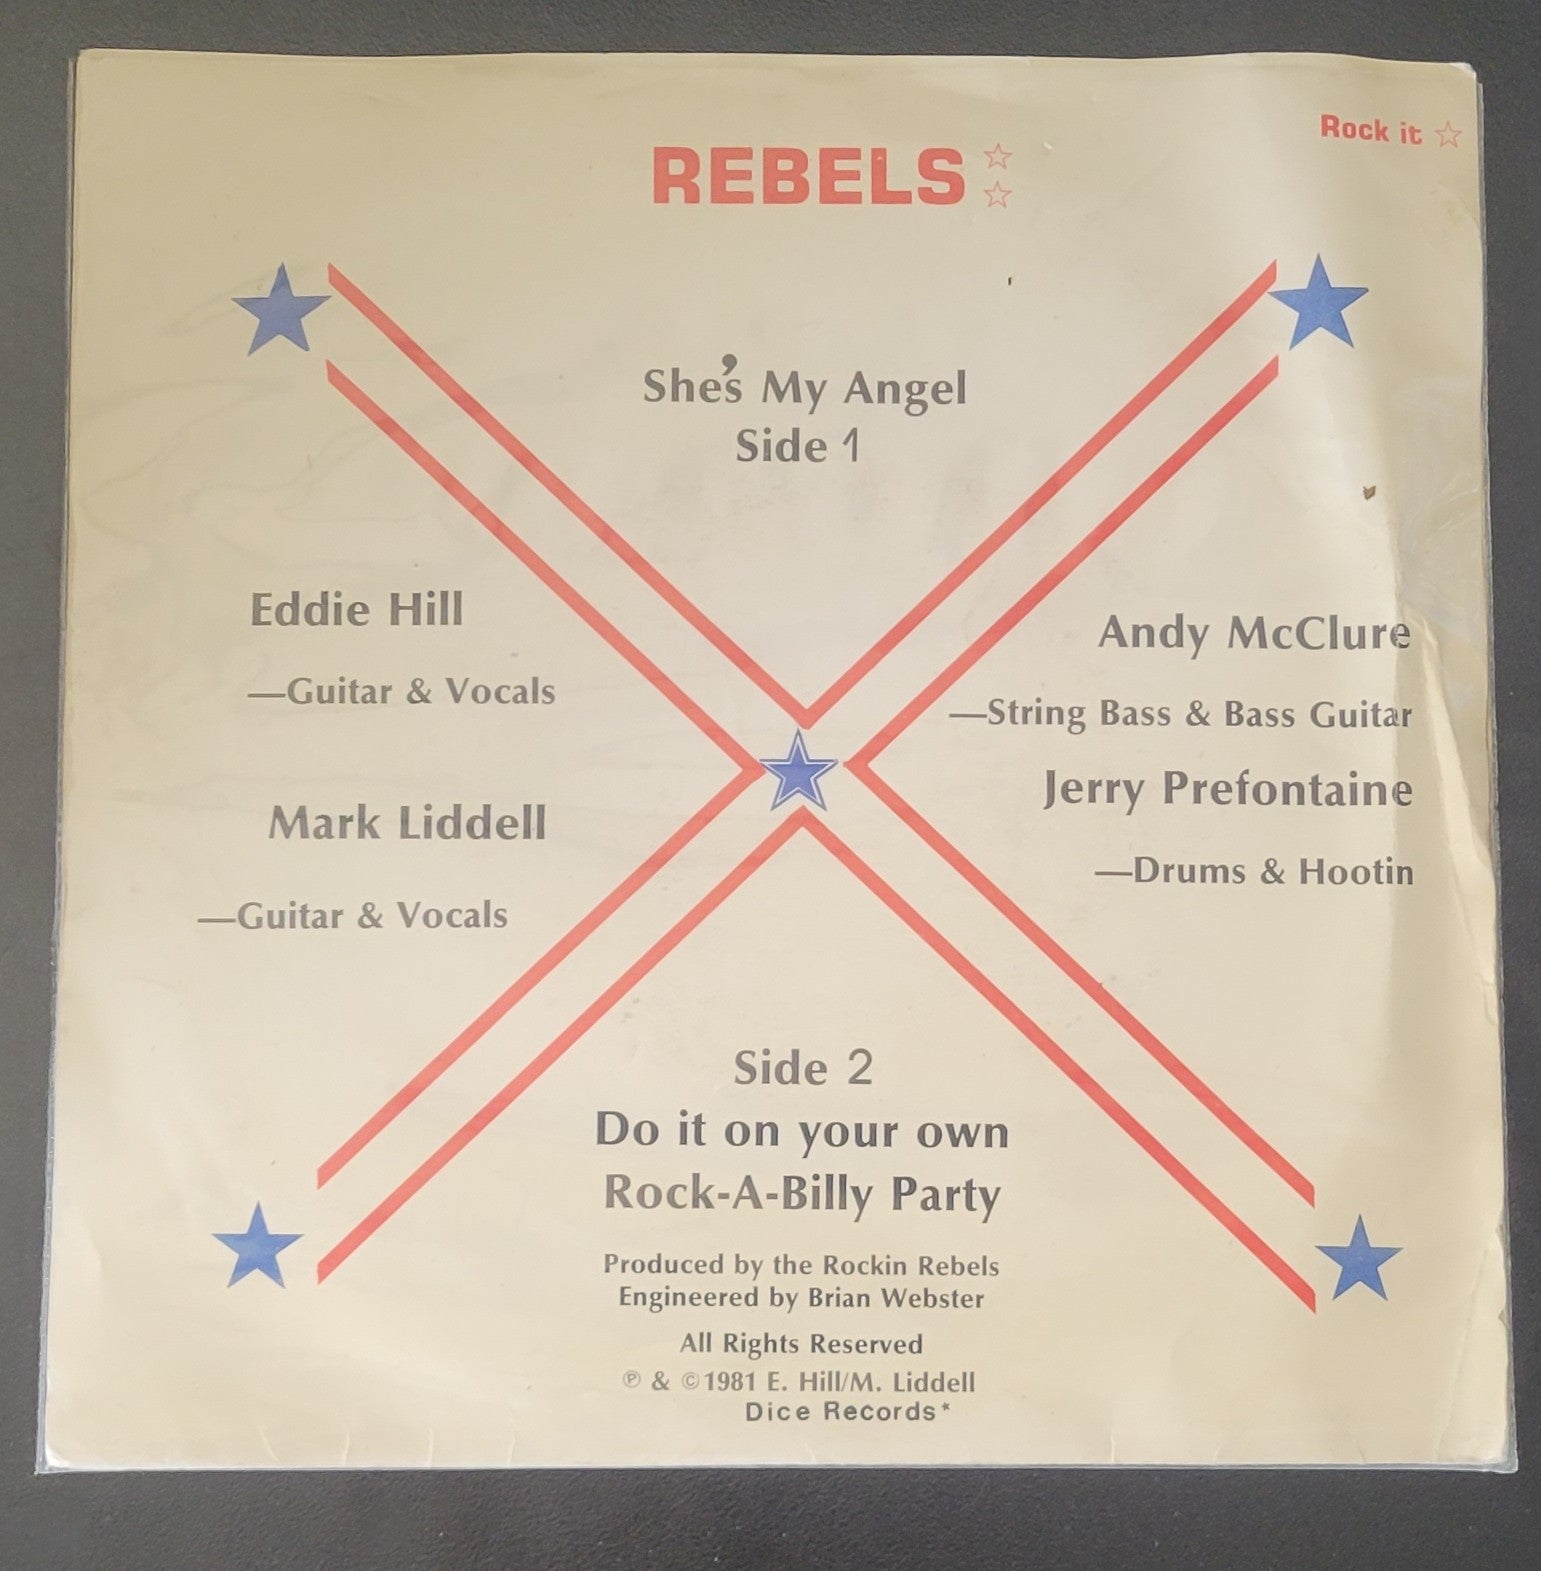 Rock it ☆
REBELS ☆☆
She's My Angel
Side 1
Eddie Hill
—Guitar & Vocals
Mark Liddell
—Guitar & Vocals
Andy McClure
—String Bass & Bass Guitar
Jerry Prefontaine
—Drums & Hootin
Side 2
Do it on your own
Rock-A-Billy Party
Produced by the Rockin Rebels
Engineered by Brian Webster
All Rights Reserved
℗ & ©1981 E. Hill/M. Liddell
Dice Records*